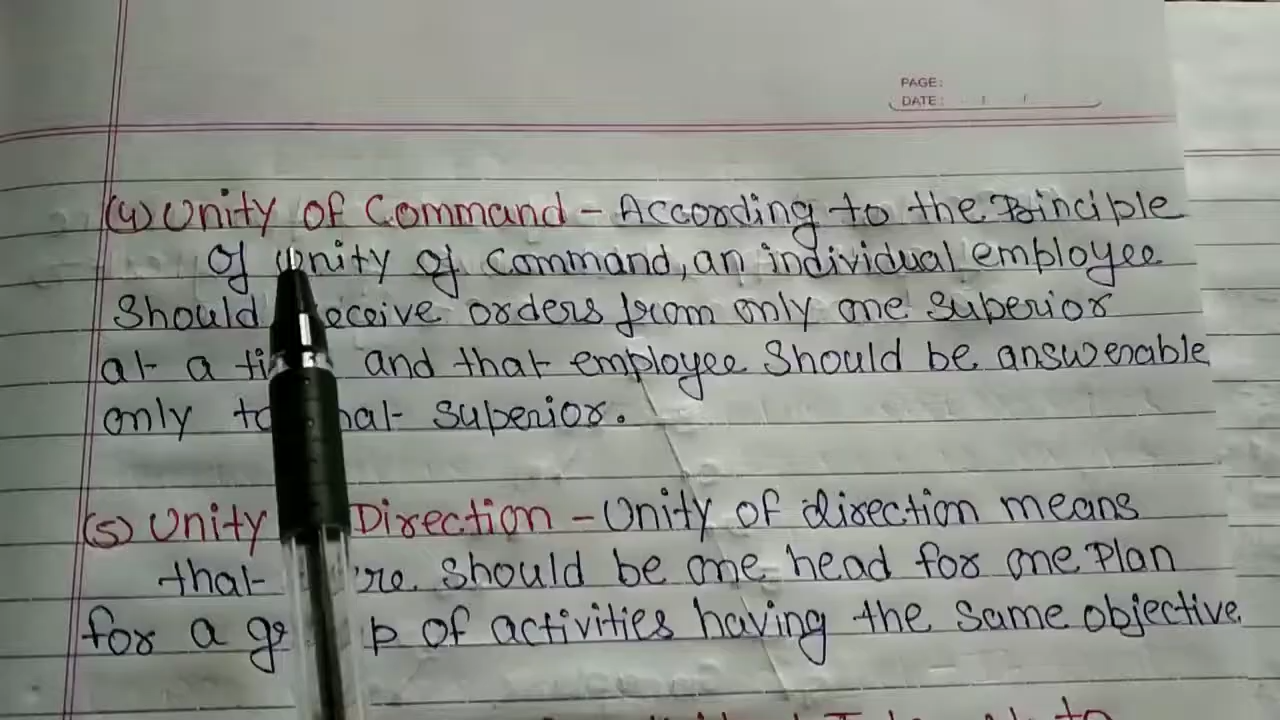 PAGE:
DATE:
(4) Unity of Command - According to the Principle
of Unity of Command, an individual employee
Should receive orders from only one superior
at a and that employee Should be answerable
only superior.
(5) Unity Direction - Unity of direction means
that should be one head for one Plan
for a of activities having the same objective
to